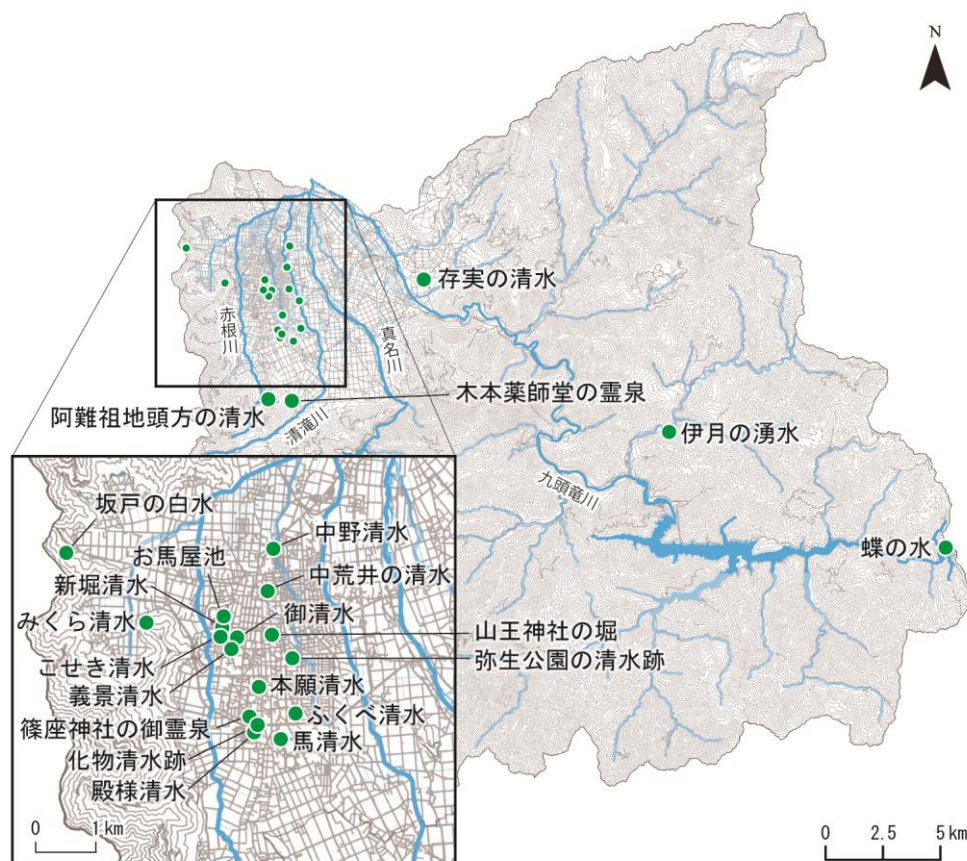 N
存実の清水
赤根川
真名川
木本薬師堂の霊泉
阿難祖地頭方の清水
清滝川
伊月の湧水
九頭竜川
蝶の水
坂戸の白水
中野清水
お馬屋池
中荒井の清水
新堀清水
御清水
みくら清水
山王神社の堀
こせき清水
弥生公園の清水跡
義景清水
本願清水
篠座神社の御霊泉
ふくべ清水
化物清水跡
馬清水
殿様清水
0 1km
0 2.5 5km